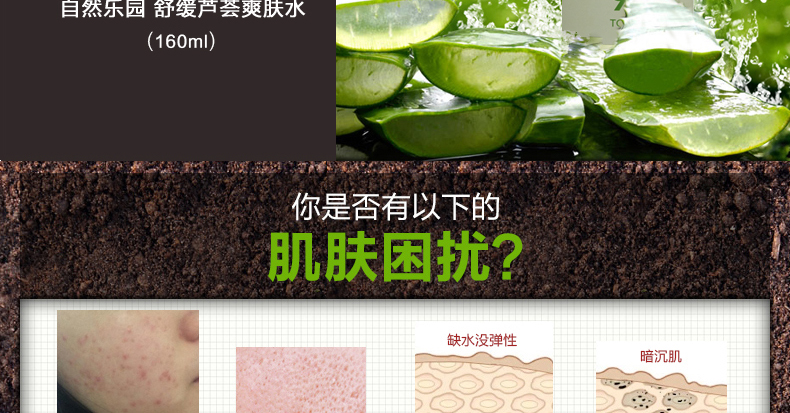 自然乐园 舒缓芦荟爽肤水
（160ml）
TO
你是否有以下的
肌肤困扰？
缺水没弹性
暗沉肌